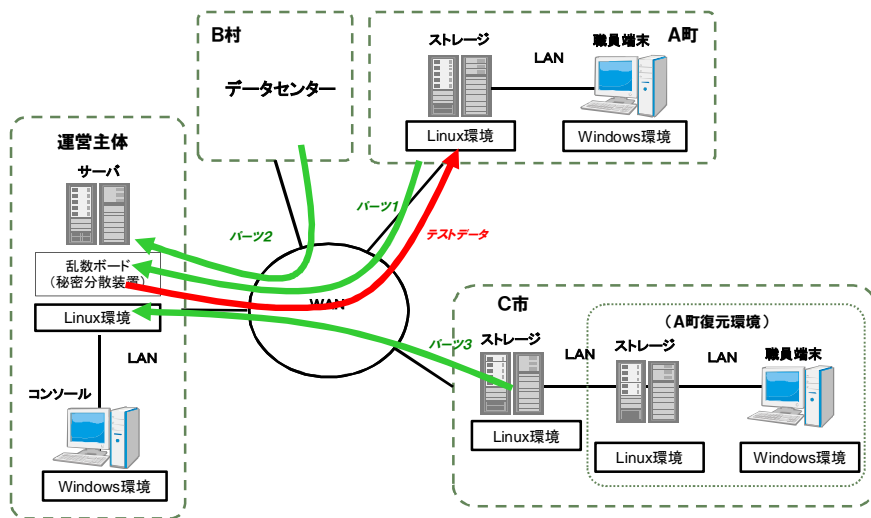 B村
データセンター
A町
ストレージ
LAN
職員端末
Linux環境
Windows環境
運営主体
サーバ
乱数ボード
（秘密分散装置）
Linux環境
LAN
コンソール
Windows環境
パーツ1
パーツ2
テストデータ
WAN
パーツ3
C市
（A町復元環境）
ストレージ
LAN
ストレージ
LAN
職員端末
Linux環境
Linux環境
Windows環境